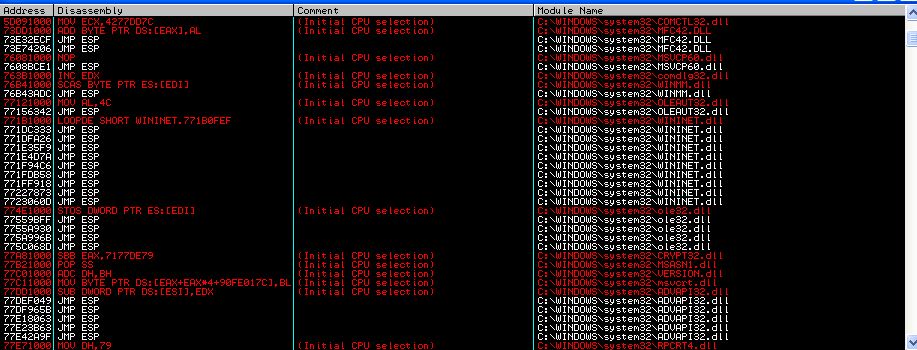 Address Disassembly Comment Module Name
5D091000 MOV ECX,4277DD7C (Initial CPU selection) C:\WINDOWS\system32\COMCTL32.dll
73DD1000 ADD BYTE PTR DS:[EAX],AL (Initial CPU selection) C:\WINDOWS\system32\MFC42.DLL
73E32ECF JMP ESP C:\WINDOWS\system32\MFC42.DLL
73E74206 JMP ESP C:\WINDOWS\system32\MFC42.DLL
76081000 NOP (Initial CPU selection) C:\WINDOWS\system32\MSVCP60.dll
7608BCE1 JMP ESP C:\WINDOWS\system32\MSVCP60.dll
763B1000 INC EDX (Initial CPU selection) C:\WINDOWS\system32\comdlg32.dll
76B41000 SCAS BYTE PTR ES:[EDI] (Initial CPU selection) C:\WINDOWS\system32\WINMM.dll
76B43ADC JMP ESP C:\WINDOWS\system32\WINMM.dll
77121000 MOV AL,4C (Initial CPU selection) C:\WINDOWS\system32\OLEAUT32.dll
77156342 JMP ESP C:\WINDOWS\system32\OLEAUT32.dll
771B1000 LOOPDE SHORT WININET.771B0FEF (Initial CPU selection) C:\WINDOWS\system32\WININET.dll
771DC333 JMP ESP C:\WINDOWS\system32\WININET.dll
771DFA26 JMP ESP C:\WINDOWS\system32\WININET.dll
771E35F9 JMP ESP C:\WINDOWS\system32\WININET.dll
771E4D7A JMP ESP C:\WINDOWS\system32\WININET.dll
771F94C6 JMP ESP C:\WINDOWS\system32\WININET.dll
771FDB58 JMP ESP C:\WINDOWS\system32\WININET.dll
771FF918 JMP ESP C:\WINDOWS\system32\WININET.dll
77227873 JMP ESP C:\WINDOWS\system32\WININET.dll
7723060D JMP ESP C:\WINDOWS\system32\WININET.dll
774E1000 STOS DWORD PTR ES:[EDI] (Initial CPU selection) C:\WINDOWS\system32\ole32.dll
77559BFF JMP ESP C:\WINDOWS\system32\ole32.dll
7755A930 JMP ESP C:\WINDOWS\system32\ole32.dll
775A996B JMP ESP C:\WINDOWS\system32\ole32.dll
775C068D JMP ESP C:\WINDOWS\system32\ole32.dll
77A81000 SBB EAX,7177DE79 (Initial CPU selection) C:\WINDOWS\system32\CRYPT32.dll
77B21000 POP SS (Initial CPU selection) C:\WINDOWS\system32\MSASN1.dll
77C01000 ADC DH,BH (Initial CPU selection) C:\WINDOWS\system32\VERSION.dll
77C11000 MOV BYTE PTR DS:[EAX+EAX*4+90FE017C],BL (Initial CPU selection) C:\WINDOWS\system32\msvcrt.dll
77DD1000 SUB DWORD PTR DS:[ESI],EDX (Initial CPU selection) C:\WINDOWS\system32\ADVAPI32.dll
77DEF049 JMP ESP C:\WINDOWS\system32\ADVAPI32.dll
77DF965B JMP ESP C:\WINDOWS\system32\ADVAPI32.dll
77E18063 JMP ESP C:\WINDOWS\system32\ADVAPI32.dll
77E23B63 JMP ESP C:\WINDOWS\system32\ADVAPI32.dll
77E42A9F JMP ESP C:\WINDOWS\system32\ADVAPI32.dll
77E71000 MOV DH,79 (Initial CPU selection) C:\WINDOWS\system32\RPCRT4.dll